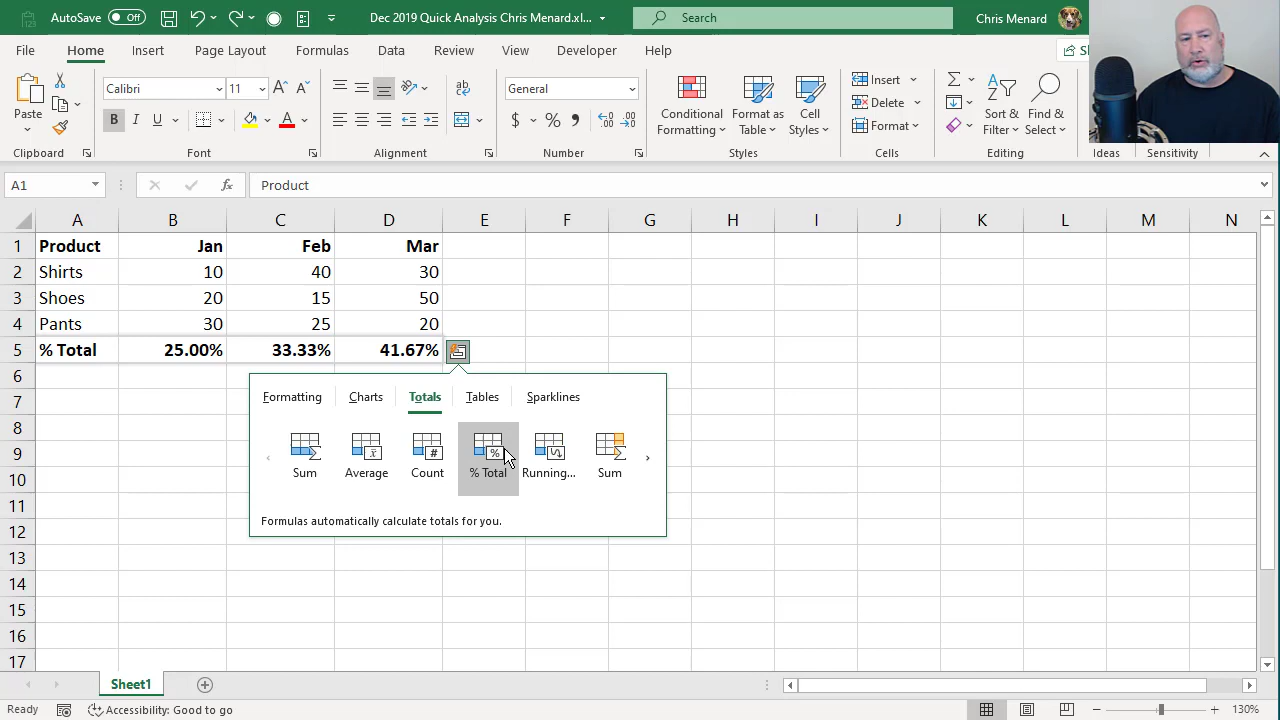 AutoSave Off Dec 2019 Quick Analysis Chris Menard.xl... Search Chris Menard
File Home Insert Page Layout Formulas Data Review View Developer Help
Calibri 11 General Insert
Paste B I U A $ % Conditional Formatting Format as Table Cell Styles Delete Sort & Filter Find & Select
Format
Clipboard Font Alignment Number Styles Cells Editing Ideas Sensitivity
A1 fx Product
A B C D E F G H I J K L M N
1 Product Jan Feb Mar
2 Shirts 10 40 30
3 Shoes 20 15 50
4 Pants 30 25 20
5 % Total 25.00% 33.33% 41.67%
6
7 Formatting Charts Totals Tables Sparklines
8
9
10 Sum Average Count % Total Running... Sum
11
12 Formulas automatically calculate totals for you.
13
14
15
16
17
Sheet1
Ready Accessibility: Good to go 130%